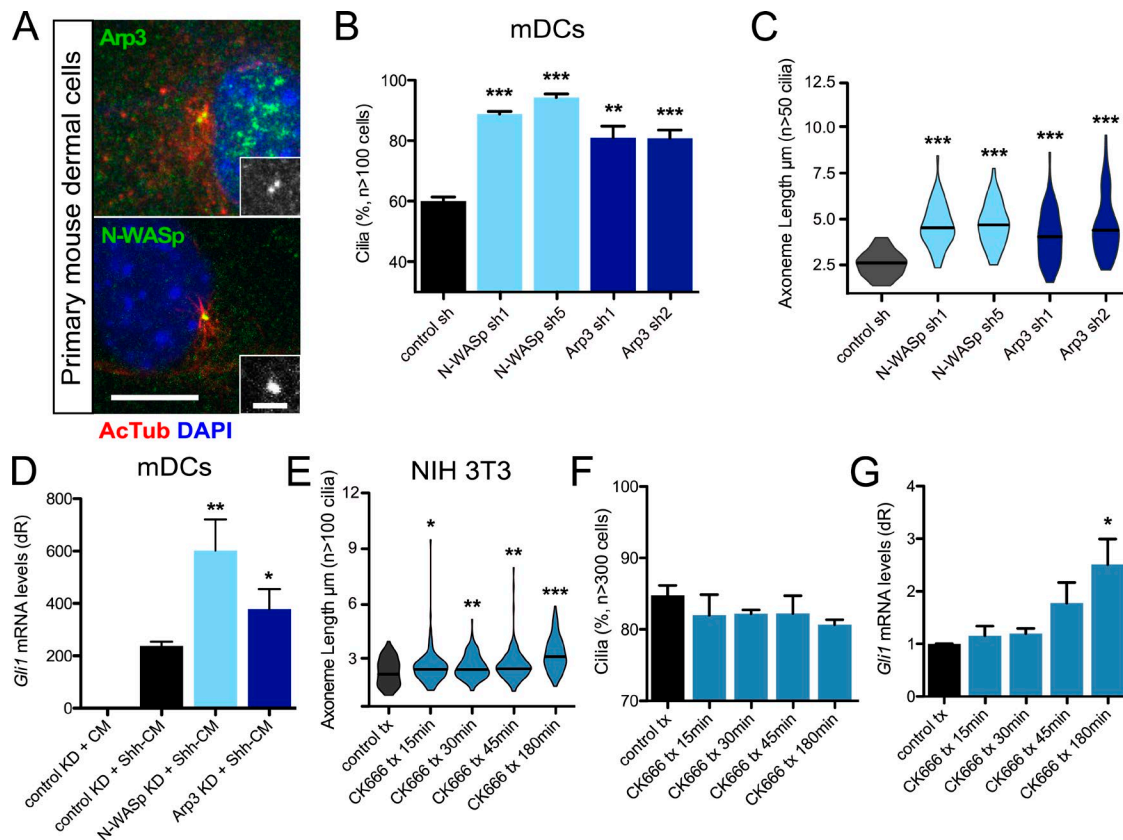 A
Primary mouse dermal cells
Arp3
N-WASp
AcTub DAPI
B
mDCs
Cilia (%, n>100 cells)
100
80
60
40
***
***
**
***
control sh
N-WASp sh1
N-WASp sh5
Arp3 sh1
Arp3 sh2
C
Axoneme Length µm (n>50 cilia)
12.5
10.0
7.5
5.0
2.5
***
***
***
***
control sh
N-WASp sh1
N-WASp sh5
Arp3 sh1
Arp3 sh2
D
mDCs
Gli1 mRNA levels (dR)
800
600
400
200
0
**
*
control KD + CM
control KD + Shh-CM
N-WASp KD + Shh-CM
Arp3 KD + Shh-CM
E
NIH 3T3
Axoneme Length µm (n>100 cilia)
12
9
6
3
*
**
**
***
control tx
CK666 tx 15min
CK666 tx 30min
CK666 tx 45min
CK666 tx 180min
F
Cilia (%, n>300 cells)
100
90
80
70
control tx
CK666 tx 15min
CK666 tx 30min
CK666 tx 45min
CK666 tx 180min
G
Gli1 mRNA levels (dR)
4
3
2
1
0
*
control tx
CK666 tx 15min
CK666 tx 30min
CK666 tx 45min
CK666 tx 180min